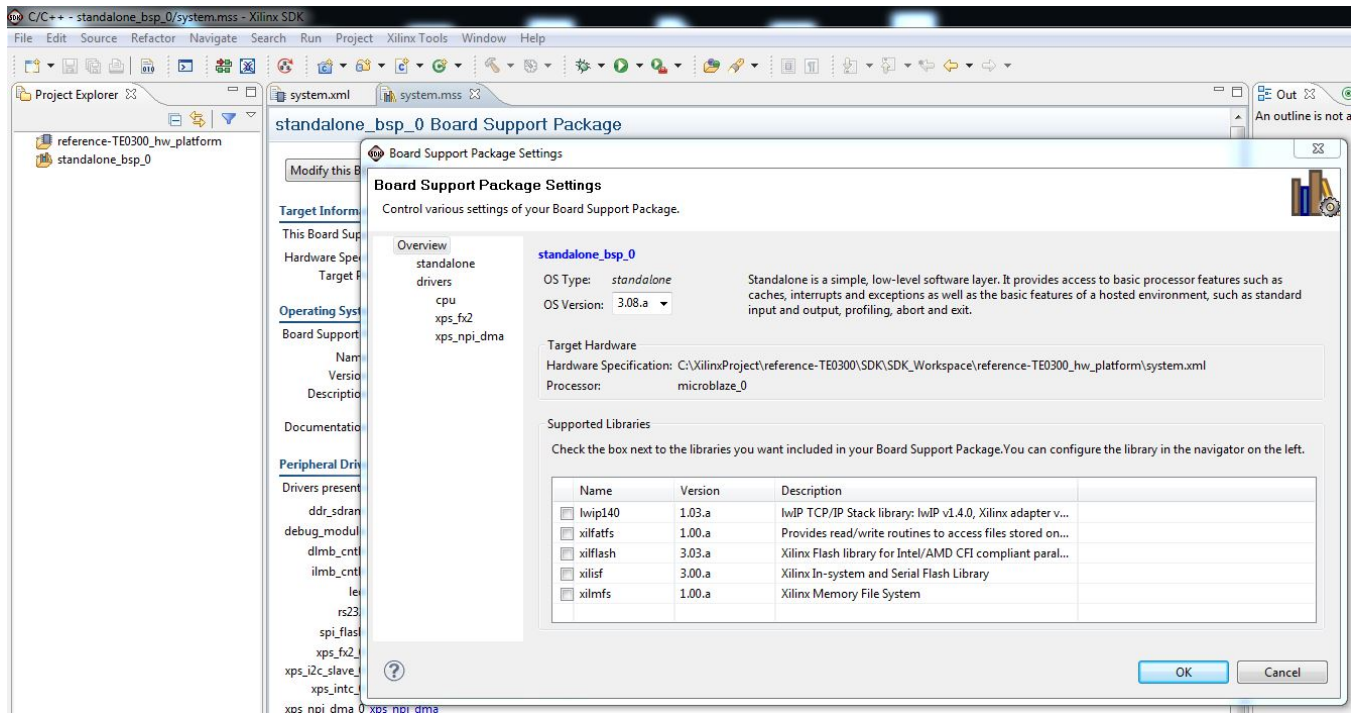 C/C++ - standalone_bsp_0/system.mss - Xilinx SDK
File Edit Source Refactor Navigate Search Run Project Xilinx Tools Window Help
Project Explorer
system.xml
system.mss
Out
reference-TE0300_hw_platform
standalone_bsp_0
standalone_bsp_0 Board Support Package
An outline is not a
Modify this B
Target Inform
This Board Sup
Hardware Spe
Target P
Operating Syst
Board Support
Nam
Versio
Descriptio
Documentatio
Peripheral Driv
Drivers present
ddr_sdran
debug_modul
dlmb_cntl
ilmb_cntl
le
rs23
spi_flas
xps_fx2_
xps_i2c_slave_
xps_intc_
xps_npi_dma_0 xps_npi_dma
Board Support Package Settings
Board Support Package Settings
Control various settings of your Board Support Package.
Overview
standalone
drivers
cpu
xps_fx2
xps_npi_dma
standalone_bsp_0
OS Type: standalone
OS Version: 3.08.a
Standalone is a simple, low-level software layer. It provides access to basic processor features such as
caches, interrupts and exceptions as well as the basic features of a hosted environment, such as standard
input and output, profiling, abort and exit.
Target Hardware
Hardware Specification: C:\XilinxProject\reference-TE0300\SDK\SDK_Workspace\reference-TE0300_hw_platform\system.xml
Processor: microblaze_0
Supported Libraries
Check the box next to the libraries you want included in your Board Support Package.You can configure the library in the navigator on the left.
Name Version Description
lwip140 1.03.a lwIP TCP/IP Stack library: lwIP v1.4.0, Xilinx adapter v...
xilfatfs 1.00.a Provides read/write routines to access files stored on...
xilflash 3.03.a Xilinx Flash library for Intel/AMD CFI compliant paral...
xilisf 3.00.a Xilinx In-system and Serial Flash Library
xilmfs 1.00.a Xilinx Memory File System
OK
Cancel